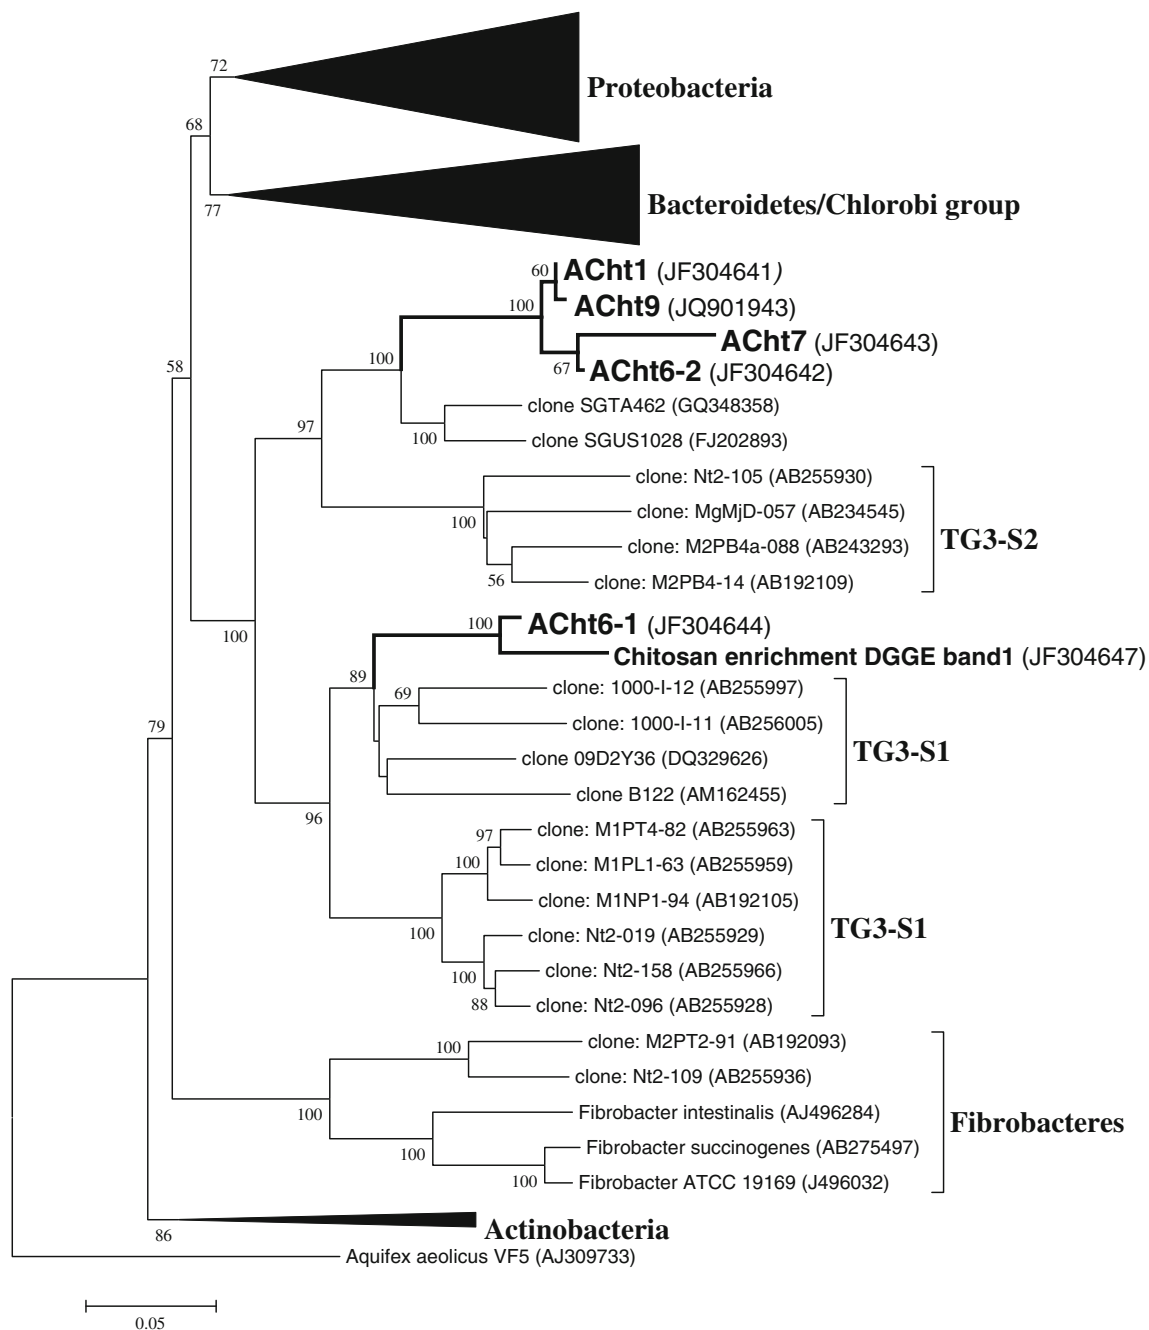 72
Proteobacteria
68
77
Bacteroidetes/Chlorobi group
60
ACht1 (JF304641)
100
ACht9 (JQ901943)
ACht7 (JF304643)
58
100
67
ACht6-2 (JF304642)
clone SGTA462 (GQ348358)
97
100
clone SGUS1028 (FJ202893)
clone: Nt2-105 (AB255930)
100
clone: MgMjD-057 (AB234545)
TG3-S2
clone: M2PB4a-088 (AB243293)
56
clone: M2PB4-14 (AB192109)
100
100
ACht6-1 (JF304644)
Chitosan enrichment DGGE band1 (JF304647)
89
69
clone: 1000-I-12 (AB255997)
clone: 1000-I-11 (AB256005)
79
TG3-S1
clone 09D2Y36 (DQ329626)
clone B122 (AM162455)
96
97
clone: M1PT4-82 (AB255963)
100
clone: M1PL1-63 (AB255959)
clone: M1NP1-94 (AB192105)
100
TG3-S1
clone: Nt2-019 (AB255929)
100
clone: Nt2-158 (AB255966)
88
clone: Nt2-096 (AB255928)
100
clone: M2PT2-91 (AB192093)
clone: Nt2-109 (AB255936)
100
Fibrobacter intestinalis (AJ496284)
Fibrobacteres
100
Fibrobacter succinogenes (AB275497)
100
Fibrobacter ATCC 19169 (J496032)
86
Actinobacteria
Aquifex aeolicus VF5 (AJ309733)
0.05